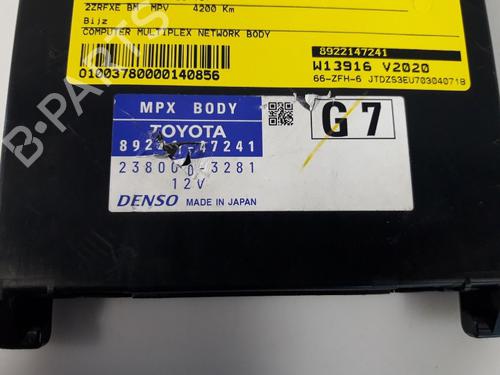 2ZRFXE BM. MPV 4200 Km
Bijz
COMPUTER MULTIPLEX NETWORK BODY
01003780000140856
8922147241
W13916 V2020
66-ZFH-6 JTDZS3EU703040718
MPX BODY
TOYOTA
G7
238000-3281
12V
DENSO MADE IN JAPAN